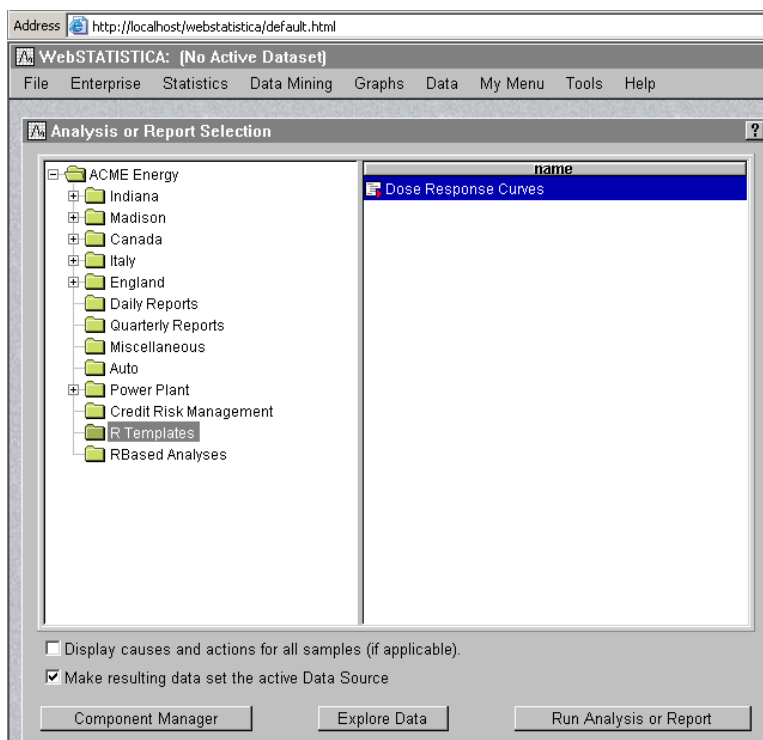 Address http://localhost/webstatistica/default.html
WebSTATISTICA: (No Active Dataset)
File Enterprise Statistics Data Mining Graphs Data My Menu Tools Help
Analysis or Report Selection ?
ACME Energy
Indiana
Madison
Canada
Italy
England
Daily Reports
Quarterly Reports
Miscellaneous
Auto
Power Plant
Credit Risk Management
R Templates
RBased Analyses
name
Dose Response Curves
Display causes and actions for all samples (if applicable).
Make resulting data set the active Data Source
Component Manager Explore Data Run Analysis or Report